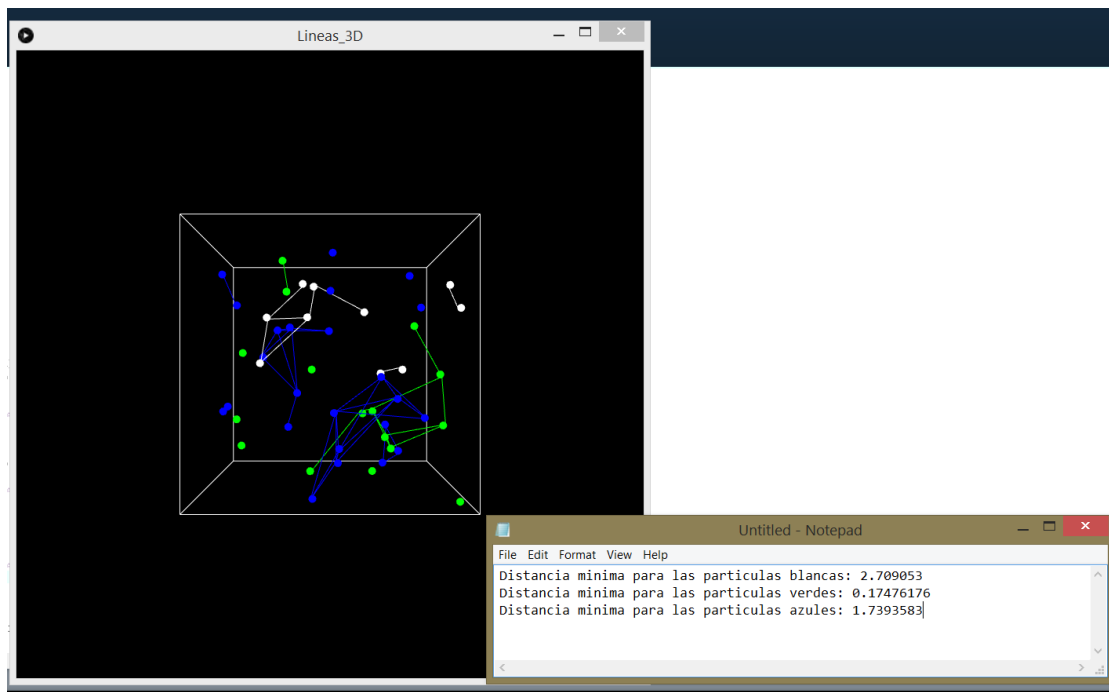 Lineas_3D
Untitled - Notepad
File Edit Format View Help
Distancia minima para las particulas blancas: 2.709053
Distancia minima para las particulas verdes: 0.17476176
Distancia minima para las particulas azules: 1.7393583